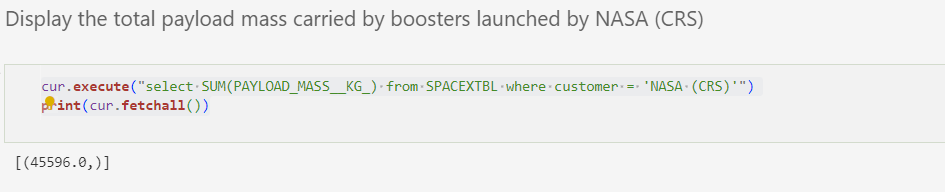 Display the total payload mass carried by boosters launched by NASA (CRS)
cur.execute("select SUM(PAYLOAD_MASS__KG_) from SPACEXTBL where customer = 'NASA (CRS)'")
print(cur.fetchall())
[(45596.0,)]